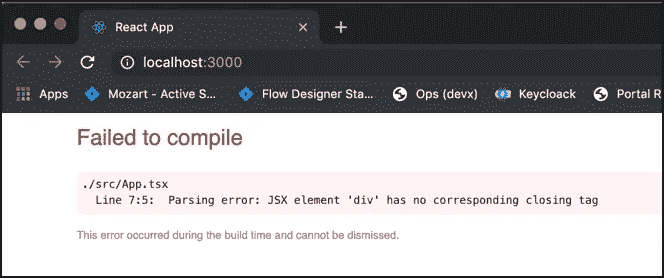 React App
localhost:3000
Apps Mozart - Active S... Flow Designer Sta... Ops (devx) Keycloack Portal R
Failed to compile
./src/App.tsx
Line 7:5: Parsing error: JSX element 'div' has no corresponding closing tag
This error occurred during the build time and cannot be dismissed.